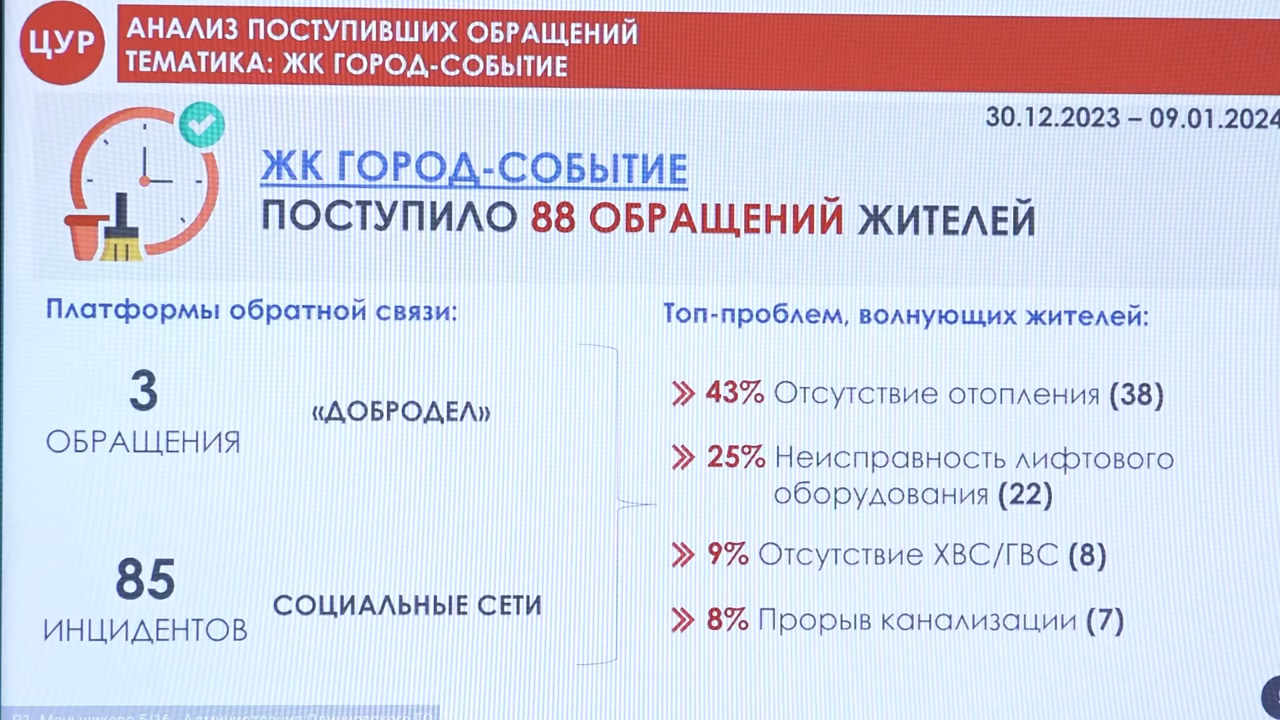 ЦУР
АНАЛИЗ ПОСТУПИВШИХ ОБРАЩЕНИЙ
ТЕМАТИКА: ЖК ГОРОД-СОБЫТИЕ
30.12.2023 – 09.01.2024
ЖК ГОРОД-СОБЫТИЕ
ПОСТУПИЛО 88 ОБРАЩЕНИЙ ЖИТЕЛЕЙ
Платформы обратной связи:
3
ОБРАЩЕНИЯ
«ДОБРОДЕЛ»
85
ИНЦИДЕНТОВ
СОЦИАЛЬНЫЕ СЕТИ
Топ-проблем, волнующих жителей:
43% Отсутствие отопления (38)
25% Неисправность лифтового
оборудования (22)
9% Отсутствие ХВС/ГВС (8)
8% Прорыв канализации (7)